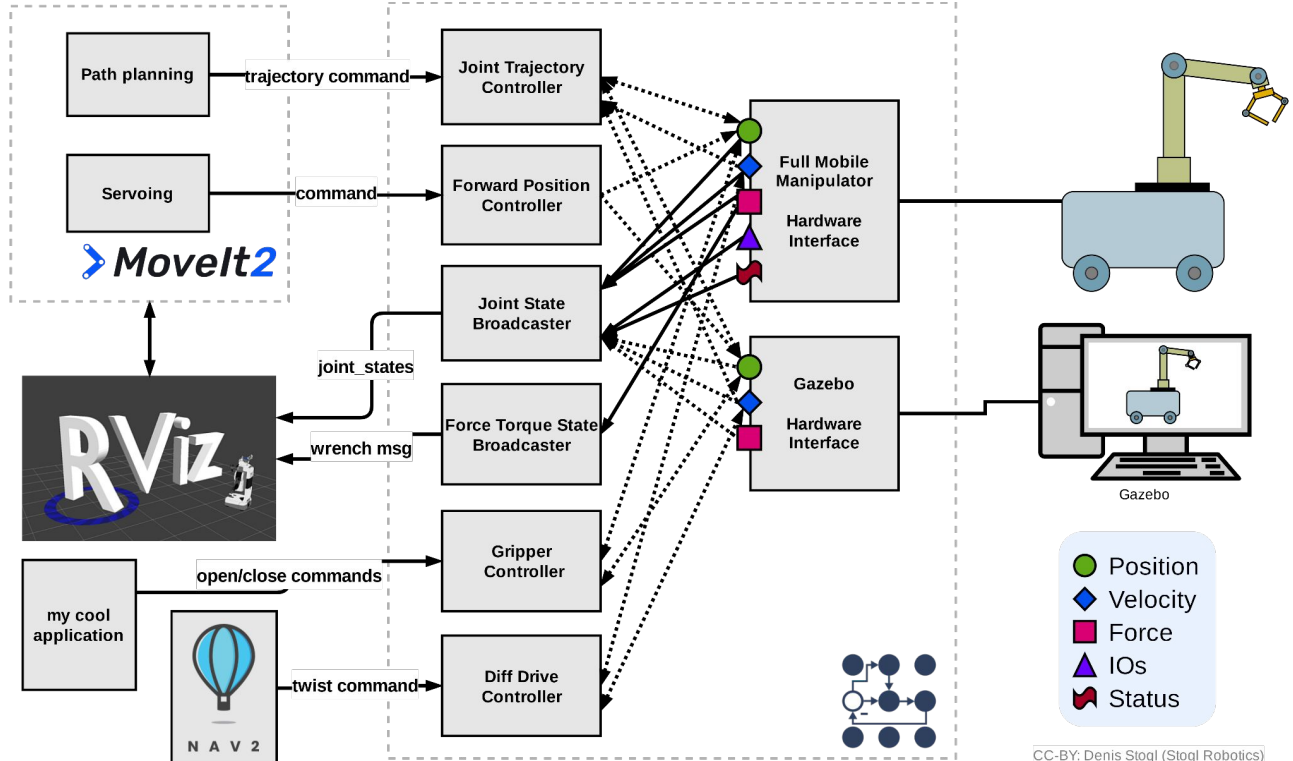 Path planning
trajectory command
Servoing
command
MoveIt2
Joint Trajectory
Controller
Forward Position
Controller
Joint State
Broadcaster
joint_states
Force Torque State
Broadcaster
wrench msg
RViz
Gripper
Controller
open/close commands
my cool
application
NAV2
twist command
Diff Drive
Controller
Full Mobile
Manipulator
Hardware
Interface
Gazebo
Hardware
Interface
Gazebo
Position
Velocity
Force
IOs
Status
CC-BY: Denis Stogl (Stogl Robotics)